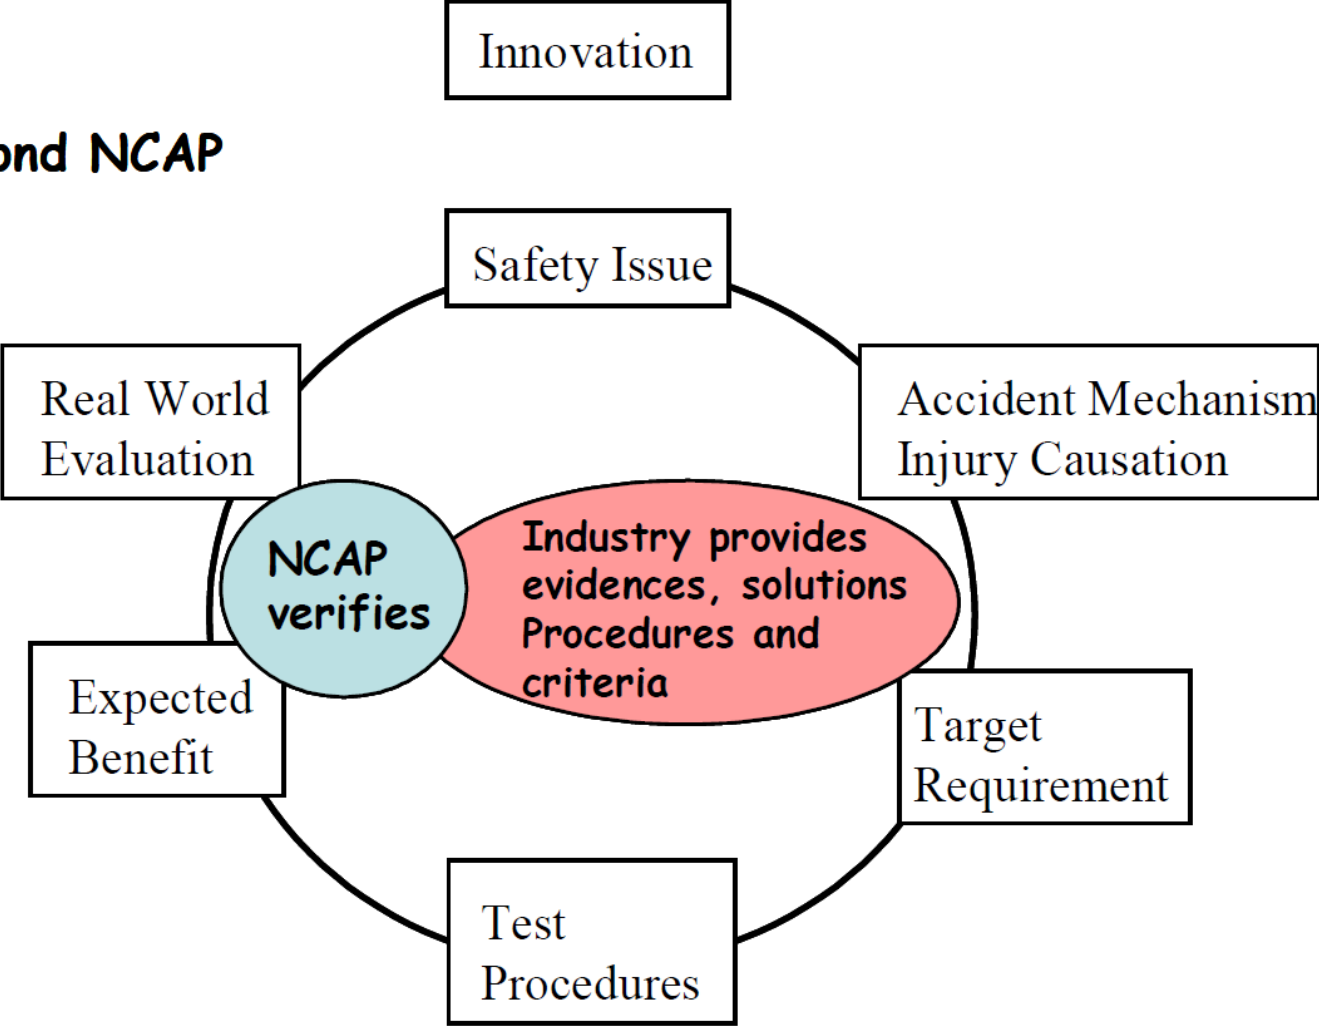 Innovation
ond NCAP
Safety Issue
Real World
Evaluation
Accident Mechanism
Injury Causation
NCAP
verifies
Industry provides
evidences, solutions
Procedures and
criteria
Expected
Benefit
Target
Requirement
Test
Procedures